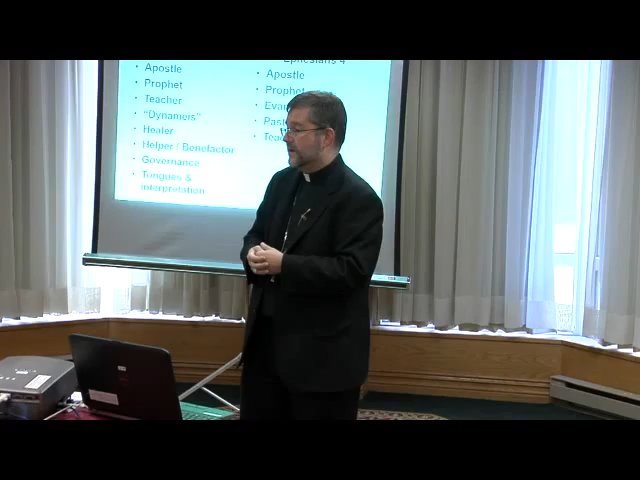 Apostle
Prophet
Teacher
"Dynameis"
Healer
Helper / Benefactor
Governance
Tongues &
interpretation
Ephesians 4
Apostle
Prophet